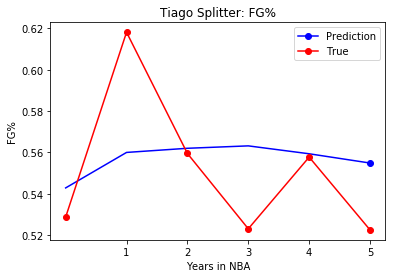 Tiago Splitter: FG%
Prediction
True
0.62
0.60
0.58
0.56
0.54
0.52
FG%
1 2 3 4 5
Years in NBA